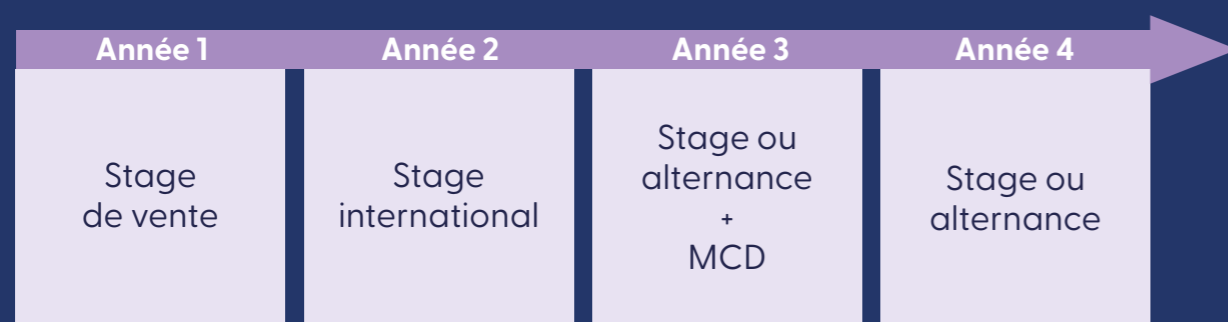 Année 1
Année 2
Année 3
Année 4
Stage
de vente
Stage
international
Stage ou
alternance
+
MCD
Stage ou
alternance